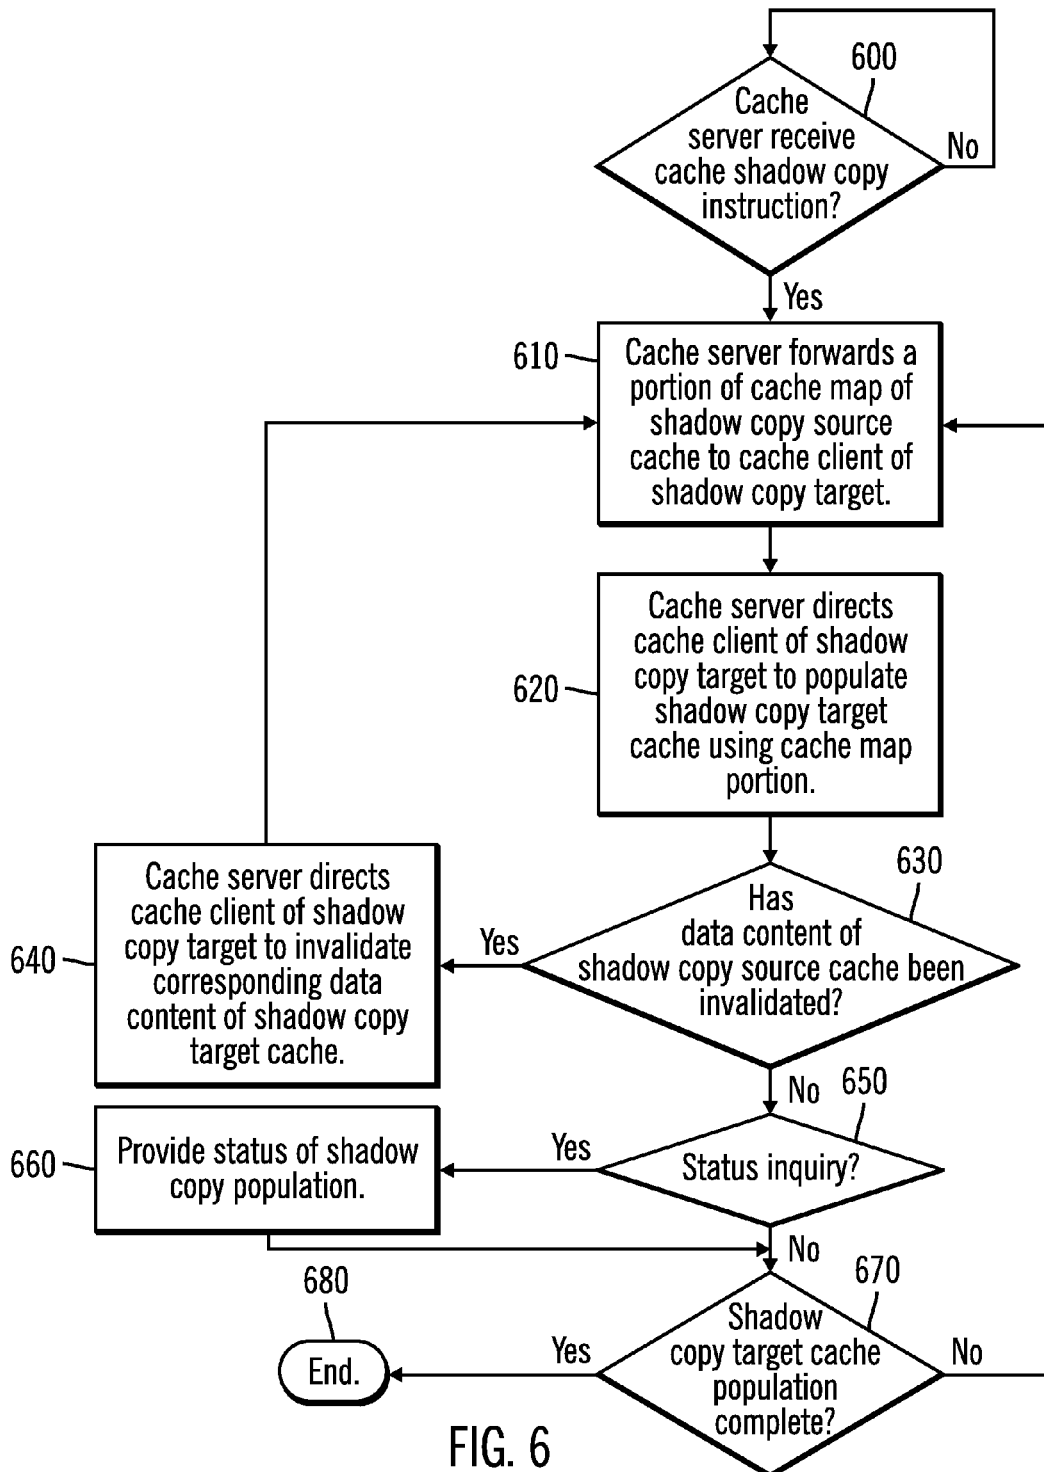 600
Cache
server receive
cache shadow copy
instruction?
No
Yes
610
Cache server forwards a
portion of cache map of
shadow copy source
cache to cache client of
shadow copy target.
620
Cache server directs
cache client of shadow
copy target to populate
shadow copy target
cache using cache map
portion.
630
Has
data content of
shadow copy source cache been
invalidated?
Yes
640
Cache server directs
cache client of shadow
copy target to invalidate
corresponding data
content of shadow copy
target cache.
No
650
Status inquiry?
Yes
660
Provide status of shadow
copy population.
No
670
Shadow
copy target cache
population
complete?
Yes
No
680
End.
FIG. 6